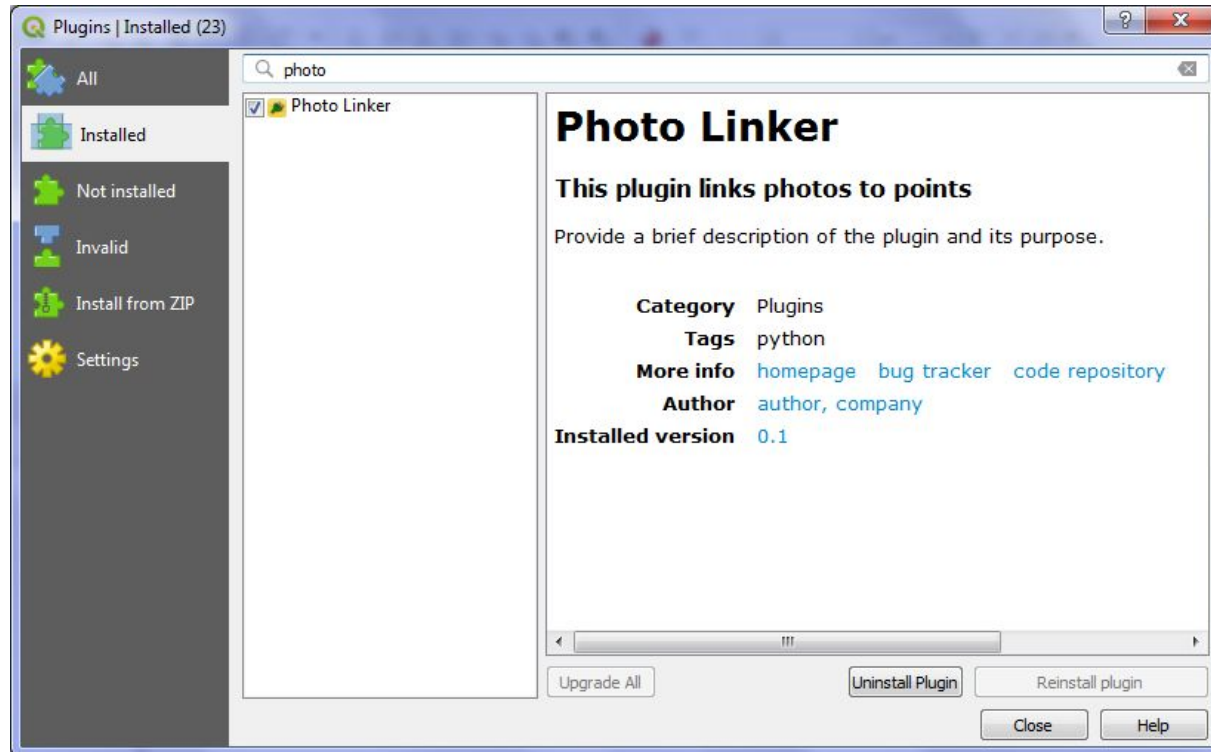 Plugins | Installed (23)
All
Installed
Not installed
Invalid
Install from ZIP
Settings
photo
Photo Linker
Photo Linker
This plugin links photos to points
Provide a brief description of the plugin and its purpose.
Category Plugins
Tags python
More info homepage bug tracker code repository
Author author, company
Installed version 0.1
Upgrade All Uninstall Plugin Reinstall plugin
Close Help